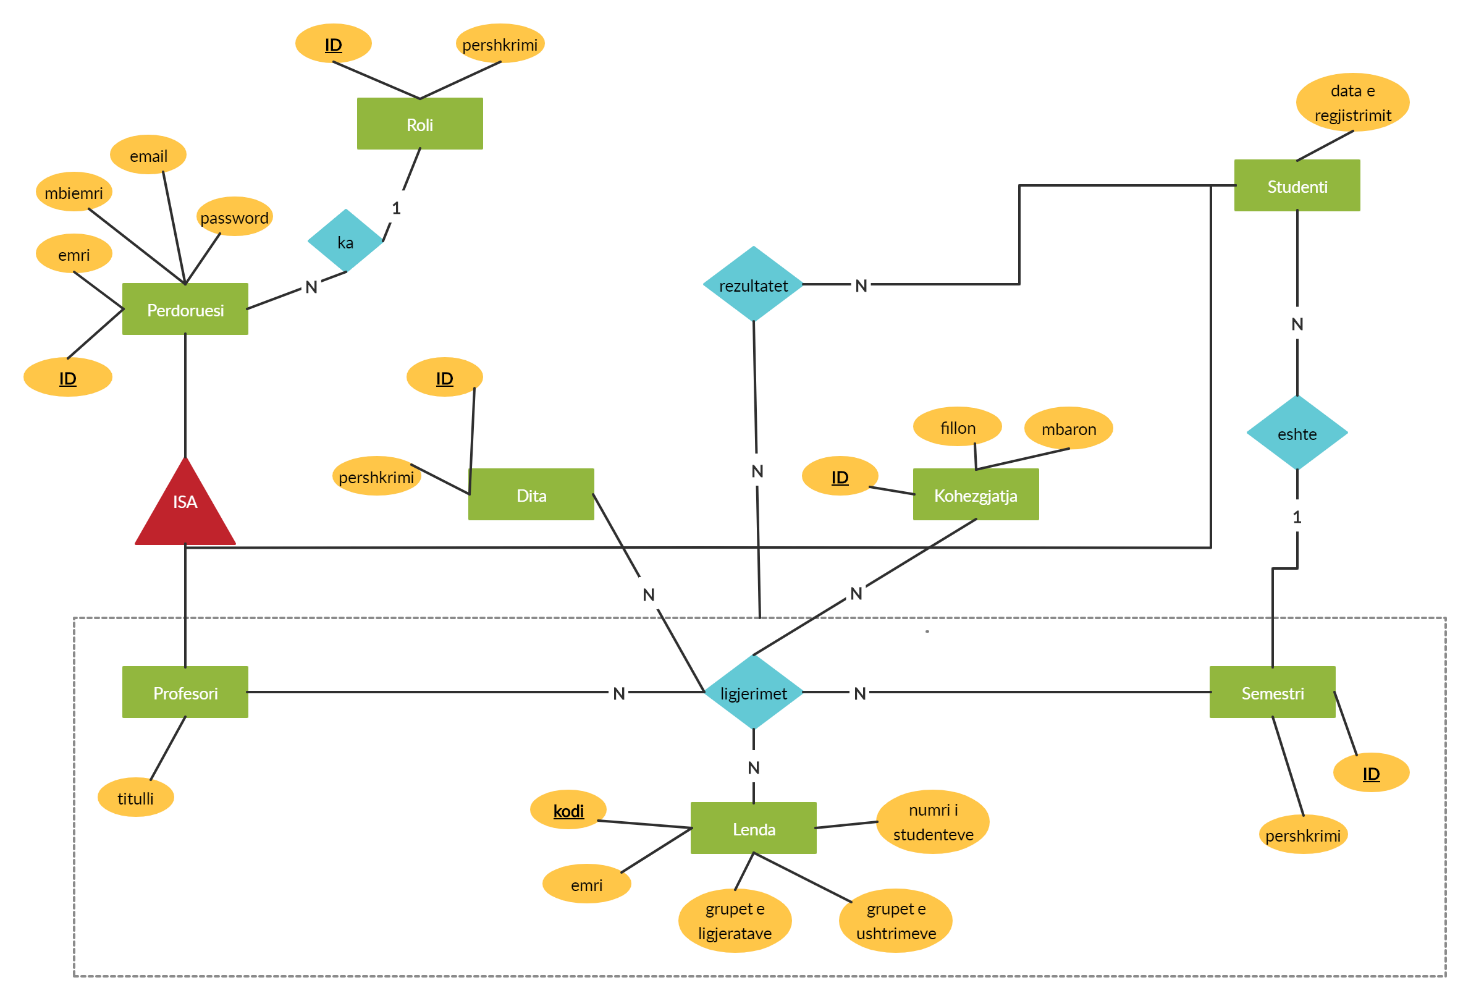 ID
pershkrimi
Roli
data e
regjistrimit
email
mbiemri
password
Studenti
1
ka
emri
rezultatet
N
N
Perdoruesi
N
ID
ID
fillon
mbaron
eshte
pershkrimi
N
ID
Dita
Kohezgjatja
ISA
1
N
N
Profesori
N
ligjerimet
N
Semestri
N
ID
titulli
kodi
Lenda
numri i
studenteve
pershkrimi
emri
grupet e
ligjeratave
grupet e
ushtrimeve